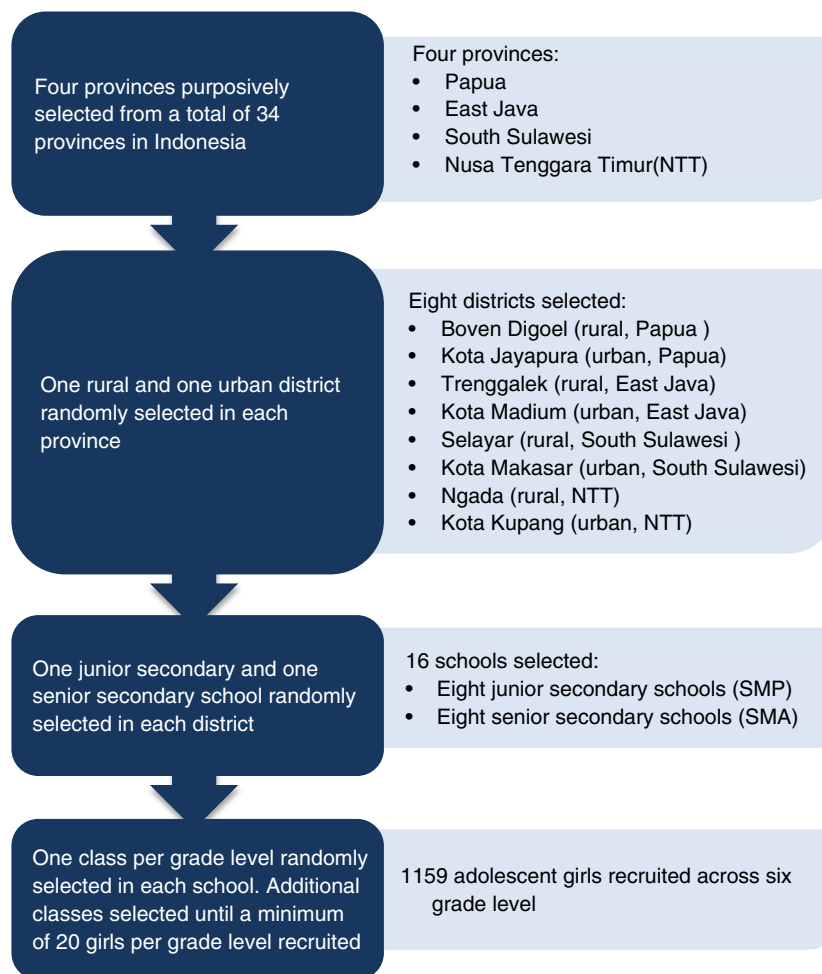 Four provinces purposively
selected from a total of 34
provinces in Indonesia
Four provinces:
• Papua
• East Java
• South Sulawesi
• Nusa Tenggara Timur(NTT)
One rural and one urban district
randomly selected in each
province
Eight districts selected:
• Boven Digoel (rural, Papua )
• Kota Jayapura (urban, Papua)
• Trenggalek (rural, East Java)
• Kota Madium (urban, East Java)
• Selayar (rural, South Sulawesi )
• Kota Makasar (urban, South Sulawesi)
• Ngada (rural, NTT)
• Kota Kupang (urban, NTT)
One junior secondary and one
senior secondary school randomly
selected in each district
16 schools selected:
• Eight junior secondary schools (SMP)
• Eight senior secondary schools (SMA)
One class per grade level randomly
selected in each school. Additional
classes selected until a minimum
of 20 girls per grade level recruited
1159 adolescent girls recruited across six
grade level